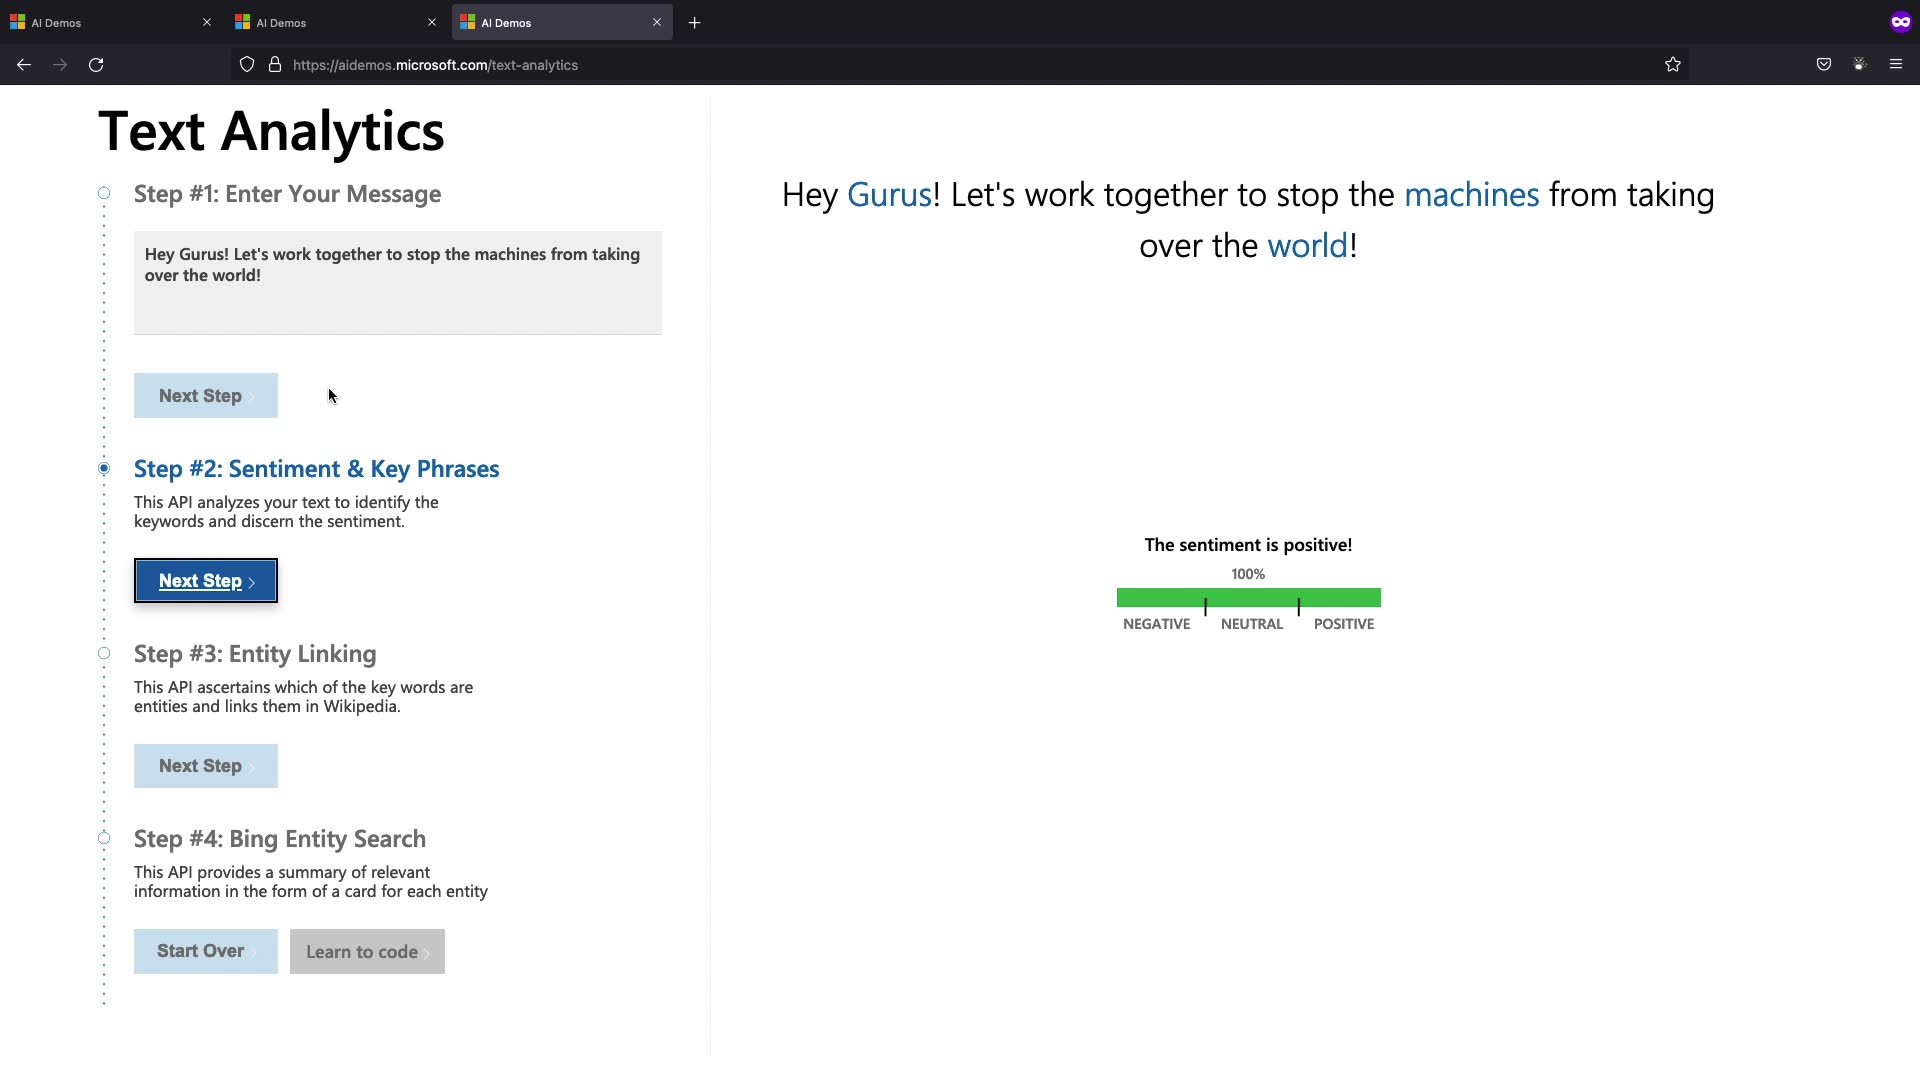 AI Demos
AI Demos
AI Demos
https://aidemos.microsoft.com/text-analytics
Text Analytics
Step #1: Enter Your Message
Hey Gurus! Let's work together to stop the machines from taking
over the world!
Next Step
Step #2: Sentiment & Key Phrases
This API analyzes your text to identify the
keywords and discern the sentiment.
Next Step
Step #3: Entity Linking
This API ascertains which of the key words are
entities and links them in Wikipedia.
Next Step
Step #4: Bing Entity Search
This API provides a summary of relevant
information in the form of a card for each entity
Start Over
Learn to code
Hey Gurus! Let's work together to stop the machines from taking
over the world!
The sentiment is positive!
100%
NEGATIVE NEUTRAL POSITIVE